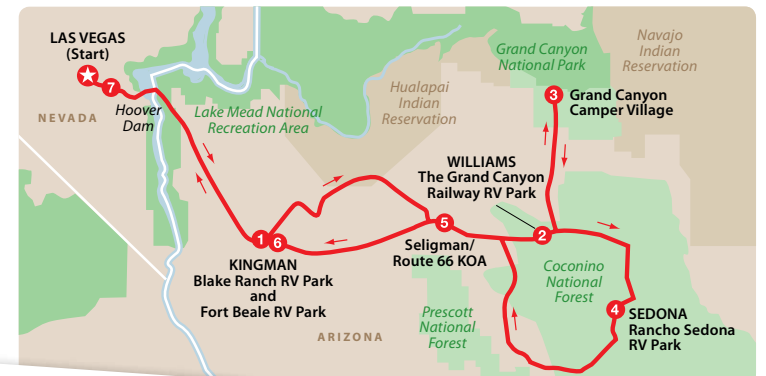 LAS VEGAS
(Start)
7
Hoover
Dam
NEVADA
Lake Mead National
Recreation Area
Hualapai
Indian
Reservation
Grand Canyon
National Park
Navajo
Indian
Reservation
3
Grand Canyon
Camper Village
WILLIAMS
The Grand Canyon
Railway RV Park
2
5
Seligman/
Route 66 KOA
1
6
KINGMAN
Blake Ranch RV Park
and
Fort Beale RV Park
ARIZONA
Prescott
National
Forest
Coconino
National
Forest
4
SEDONA
Rancho Sedona
RV Park